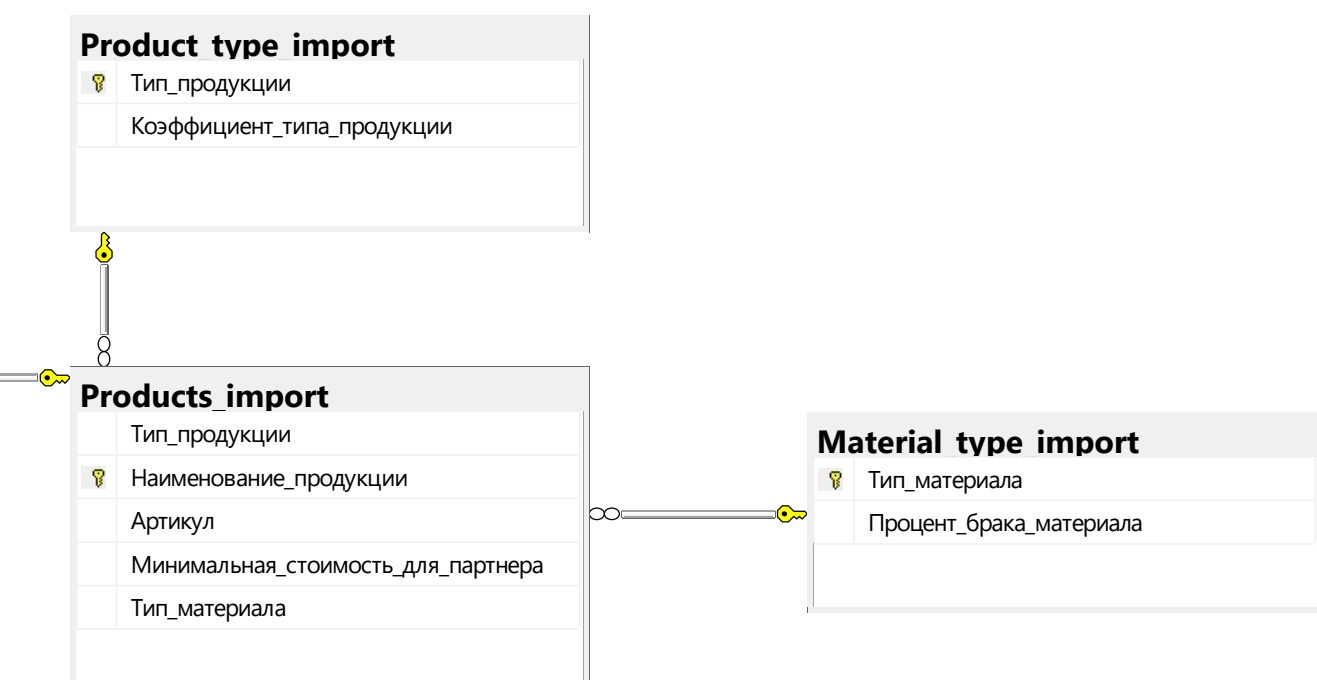 Product_type_import
Тип_продукции
Коэффициент_типа_продукции
Products_import
Тип_продукции
Наименование_продукции
Артикул
Минимальная_стоимость_для_партнера
Тип_материала
Material_type_import
Тип_материала
Процент_брака_материала